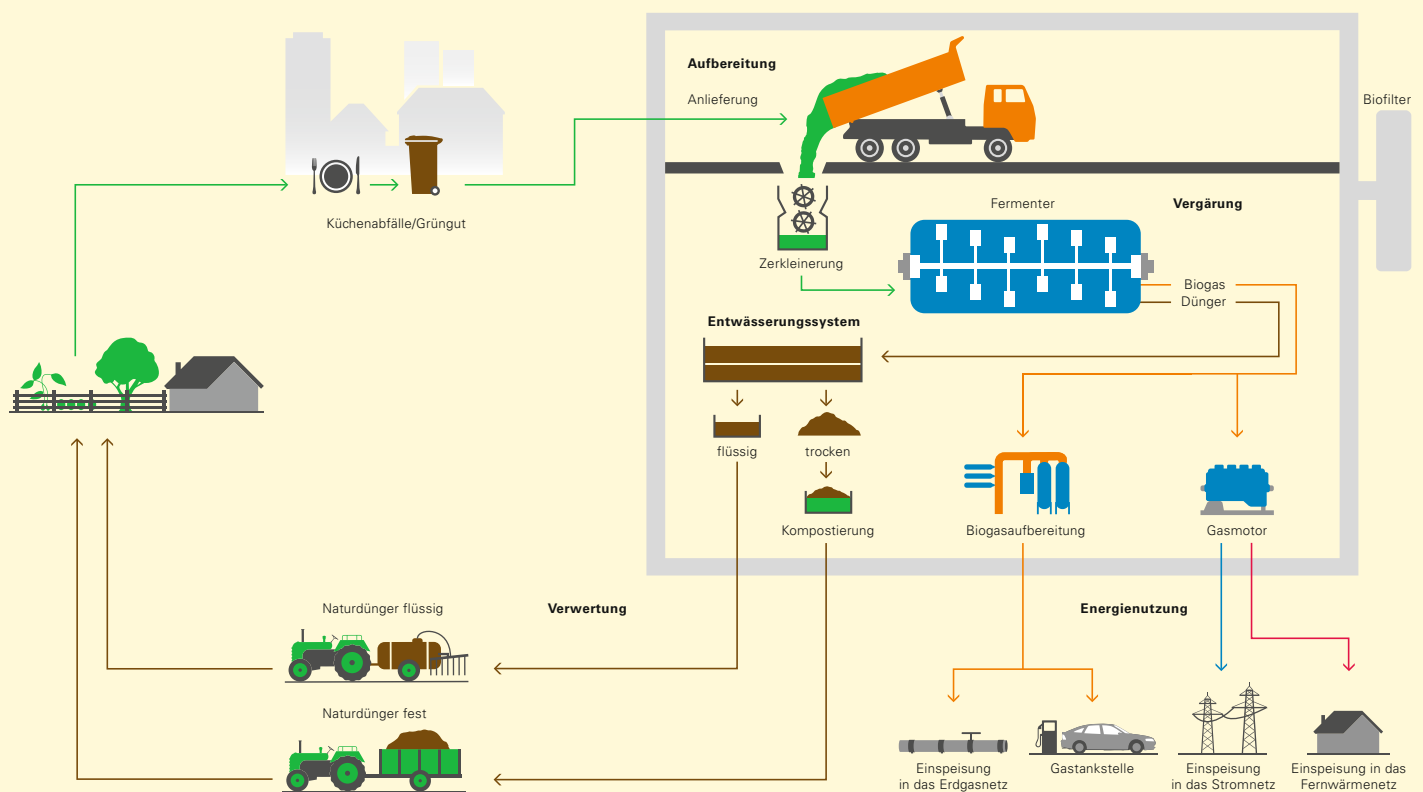 Aufbereitung
Anlieferung
Biofilter
Küchenabfälle/Grüngut
Fermenter
Vergärung
Zerkleinerung
Biogas
Dünger
Entwässerungssystem
flüssig
trocken
Kompostierung
Biogasaufbereitung
Gasmotor
Naturdünger flüssig
Verwertung
Energienutzung
Naturdünger fest
Einspeisung
in das Erdgasnetz
Gastankstelle
Einspeisung
in das Stromnetz
Einspeisung in das
Fernwärmenetz